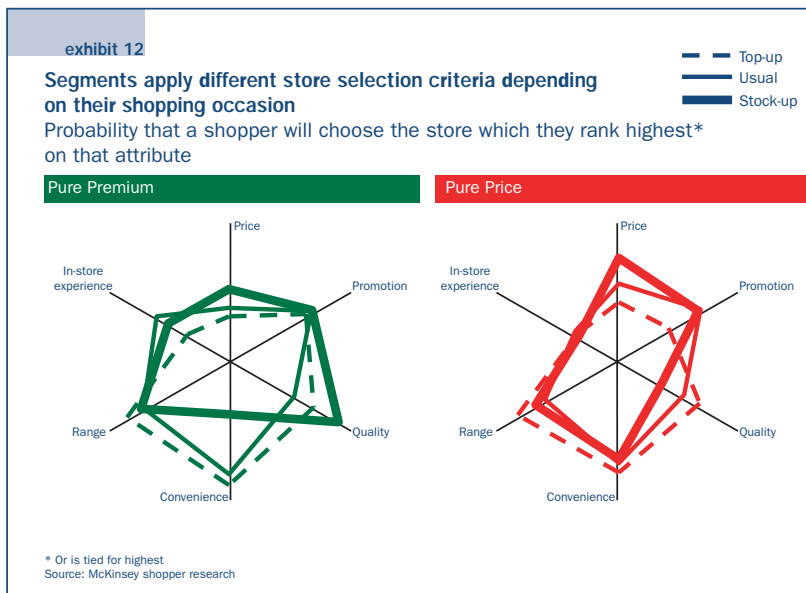 exhibit 12
Top-up
Usual
Stock-up
Segments apply different store selection criteria depending
on their shopping occasion
Probability that a shopper will choose the store which they rank highest*
on that attribute
Pure Premium
Pure Price
Price
In-store
experience
Promotion
Range
Quality
Convenience
Price
In-store
experience
Promotion
Range
Quality
Convenience
* Or is tied for highest
Source: McKinsey shopper research